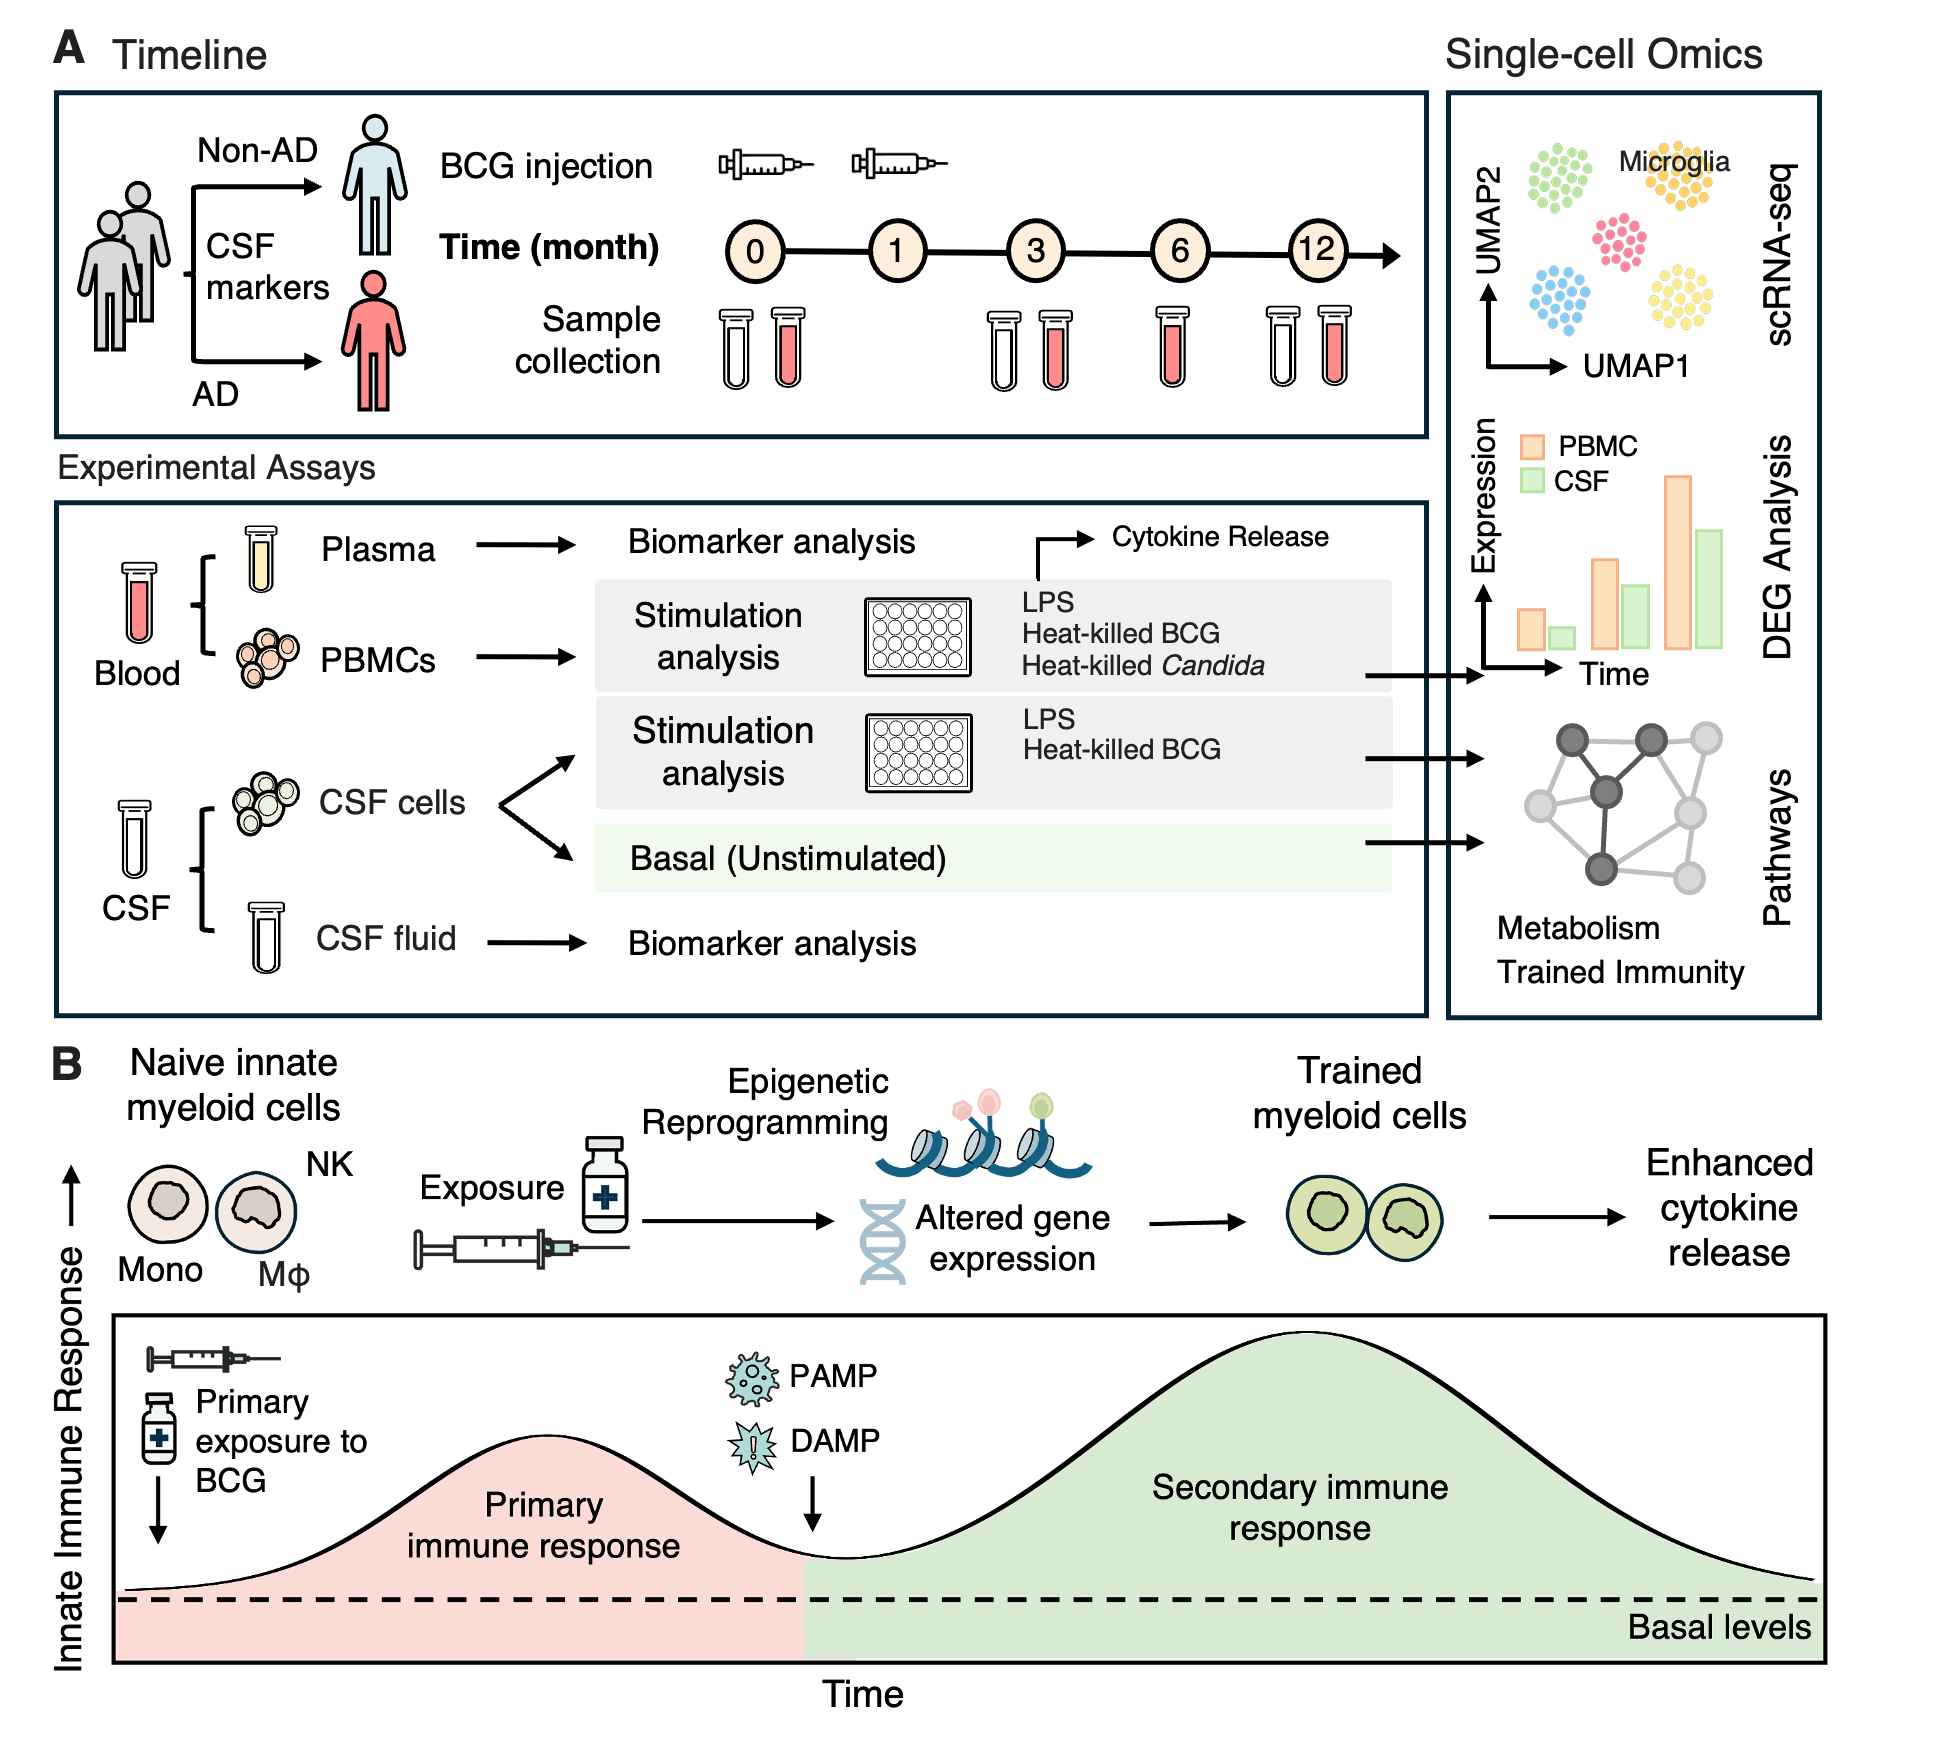 A Timeline
Single-cell Omics
Non-AD
CSF
markers
AD
BCG injection
Time (month)
0 1 3 6 12
Sample
collection
Experimental Assays
Blood
Plasma
Biomarker analysis
PBMCs
Stimulation
analysis
Cytokine Release
LPS
Heat-killed BCG
Heat-killed Candida
CSF
CSF cells
Stimulation
analysis
LPS
Heat-killed BCG
Basal (Unstimulated)
CSF fluid
Biomarker analysis
UMAP2
Microglia
UMAP1
scRNA-seq
Expression
PBMC
CSF
Time
DEG Analysis
Pathways
Metabolism
Trained Immunity
B
Naive innate
myeloid cells
NK
Mono
Mϕ
Exposure
Epigenetic
Reprogramming
Altered gene
expression
Trained
myeloid cells
Enhanced
cytokine
release
Innate Immune Response
Primary
exposure to
BCG
Primary
immune response
PAMP
DAMP
!
Secondary immune
response
Basal levels
Time